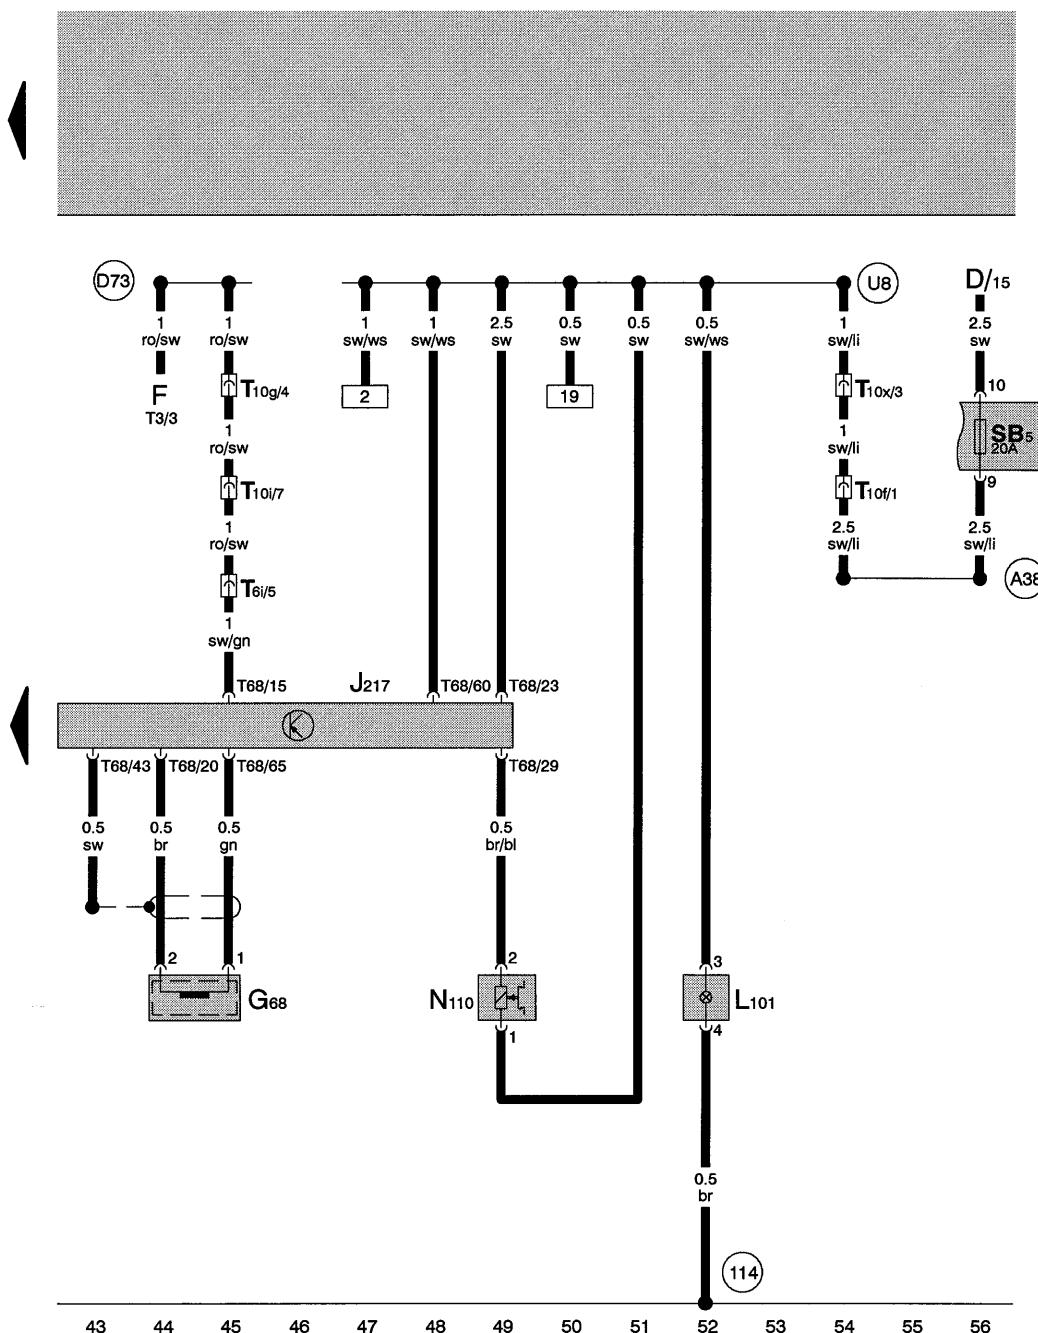 D73
U8
D/15
1
1
1
1
2.5
0.5
0.5
0.5
1
2.5
ro/sw
ro/sw
sw/ws
sw/ws
sw
sw
sw
sw/ws
sw/li
sw
F
T3/3
T10g/4
2
19
T10x/3
10
1
ro/sw
1
sw/li
SB5
20A
T10i/7
T10f/1
9
1
ro/sw
2.5
sw/li
2.5
sw/li
T6i/5
A38
1
sw/gn
T68/15
J217
T68/60
T68/23
T68/43
T68/20
T68/65
T68/29
0.5
sw
0.5
br
0.5
gn
0.5
br/bl
2
1
2
3
G68
N110
L101
1
4
0.5
br
114
43 44 45 46 47 48 49 50 51 52 53 54 55 56